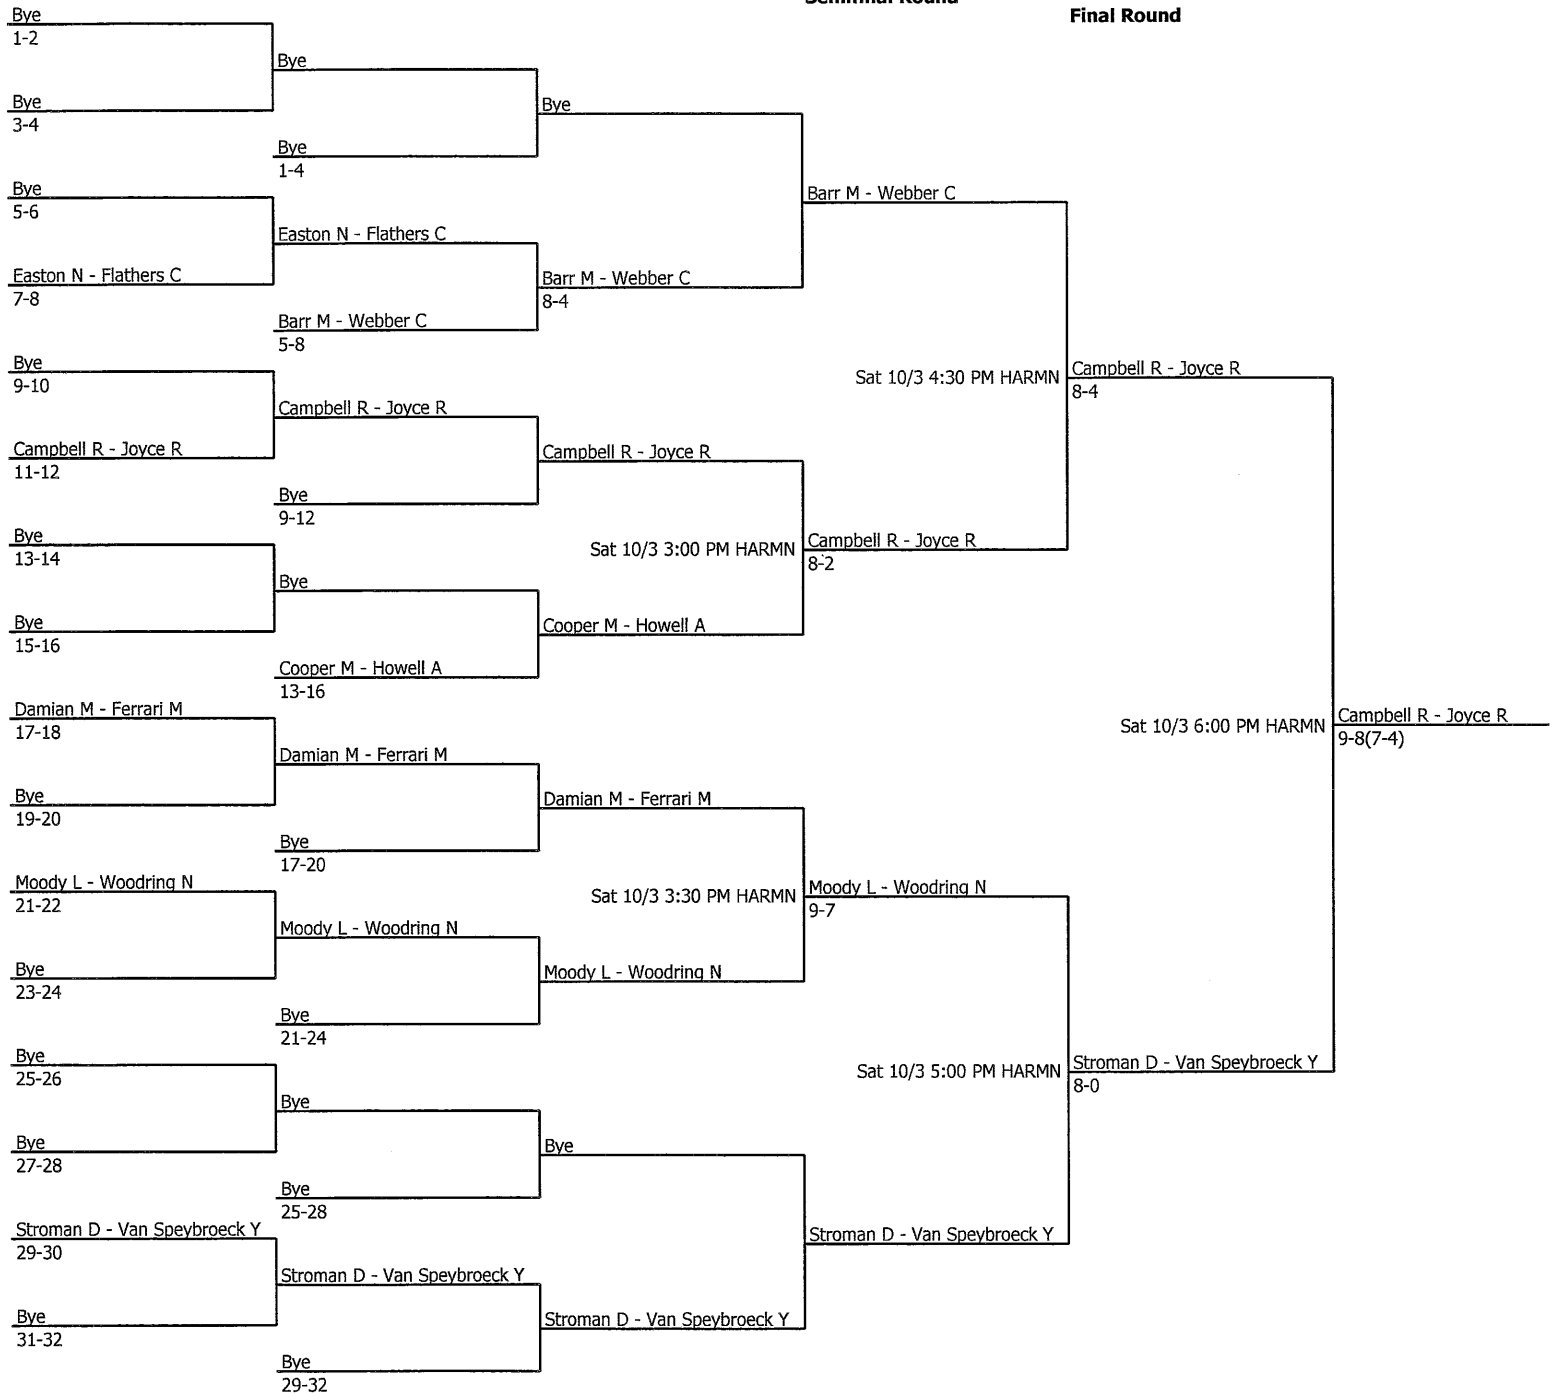 Semifinal Round
Final Round
Bye
1-2
Bye
Bye
3-4
Bye
Bye
1-4
Bye
5-6
Barr M - Webber C
Easton N - Flathers C
Easton N - Flathers C
7-8
Barr M - Webber C
8-4
Barr M - Webber C
5-8
Bye
9-10
Sat 10/3 4:30 PM HARMN
Campbell R - Joyce R
8-4
Campbell R - Joyce R
Campbell R - Joyce R
11-12
Campbell R - Joyce R
Bye
9-12
Bye
13-14
Sat 10/3 3:00 PM HARMN
Campbell R - Joyce R
8-2
Bye
Bye
15-16
Cooper M - Howell A
Cooper M - Howell A
13-16
Damian M - Ferrari M
17-18
Sat 10/3 6:00 PM HARMN
Campbell R - Joyce R
9-8(7-4)
Damian M - Ferrari M
Bye
19-20
Damian M - Ferrari M
Bye
17-20
Moody L - Woodring N
21-22
Sat 10/3 3:30 PM HARMN
Moody L - Woodring N
9-7
Moody L - Woodring N
Bye
23-24
Moody L - Woodring N
Bye
21-24
Bye
25-26
Sat 10/3 5:00 PM HARMN
Stroman D - Van Speybroeck Y
8-0
Bye
Bye
27-28
Bye
Bye
25-28
Stroman D - Van Speybroeck Y
29-30
Stroman D - Van Speybroeck Y
Stroman D - Van Speybroeck Y
Bye
31-32
Stroman D - Van Speybroeck Y
Bye
29-32